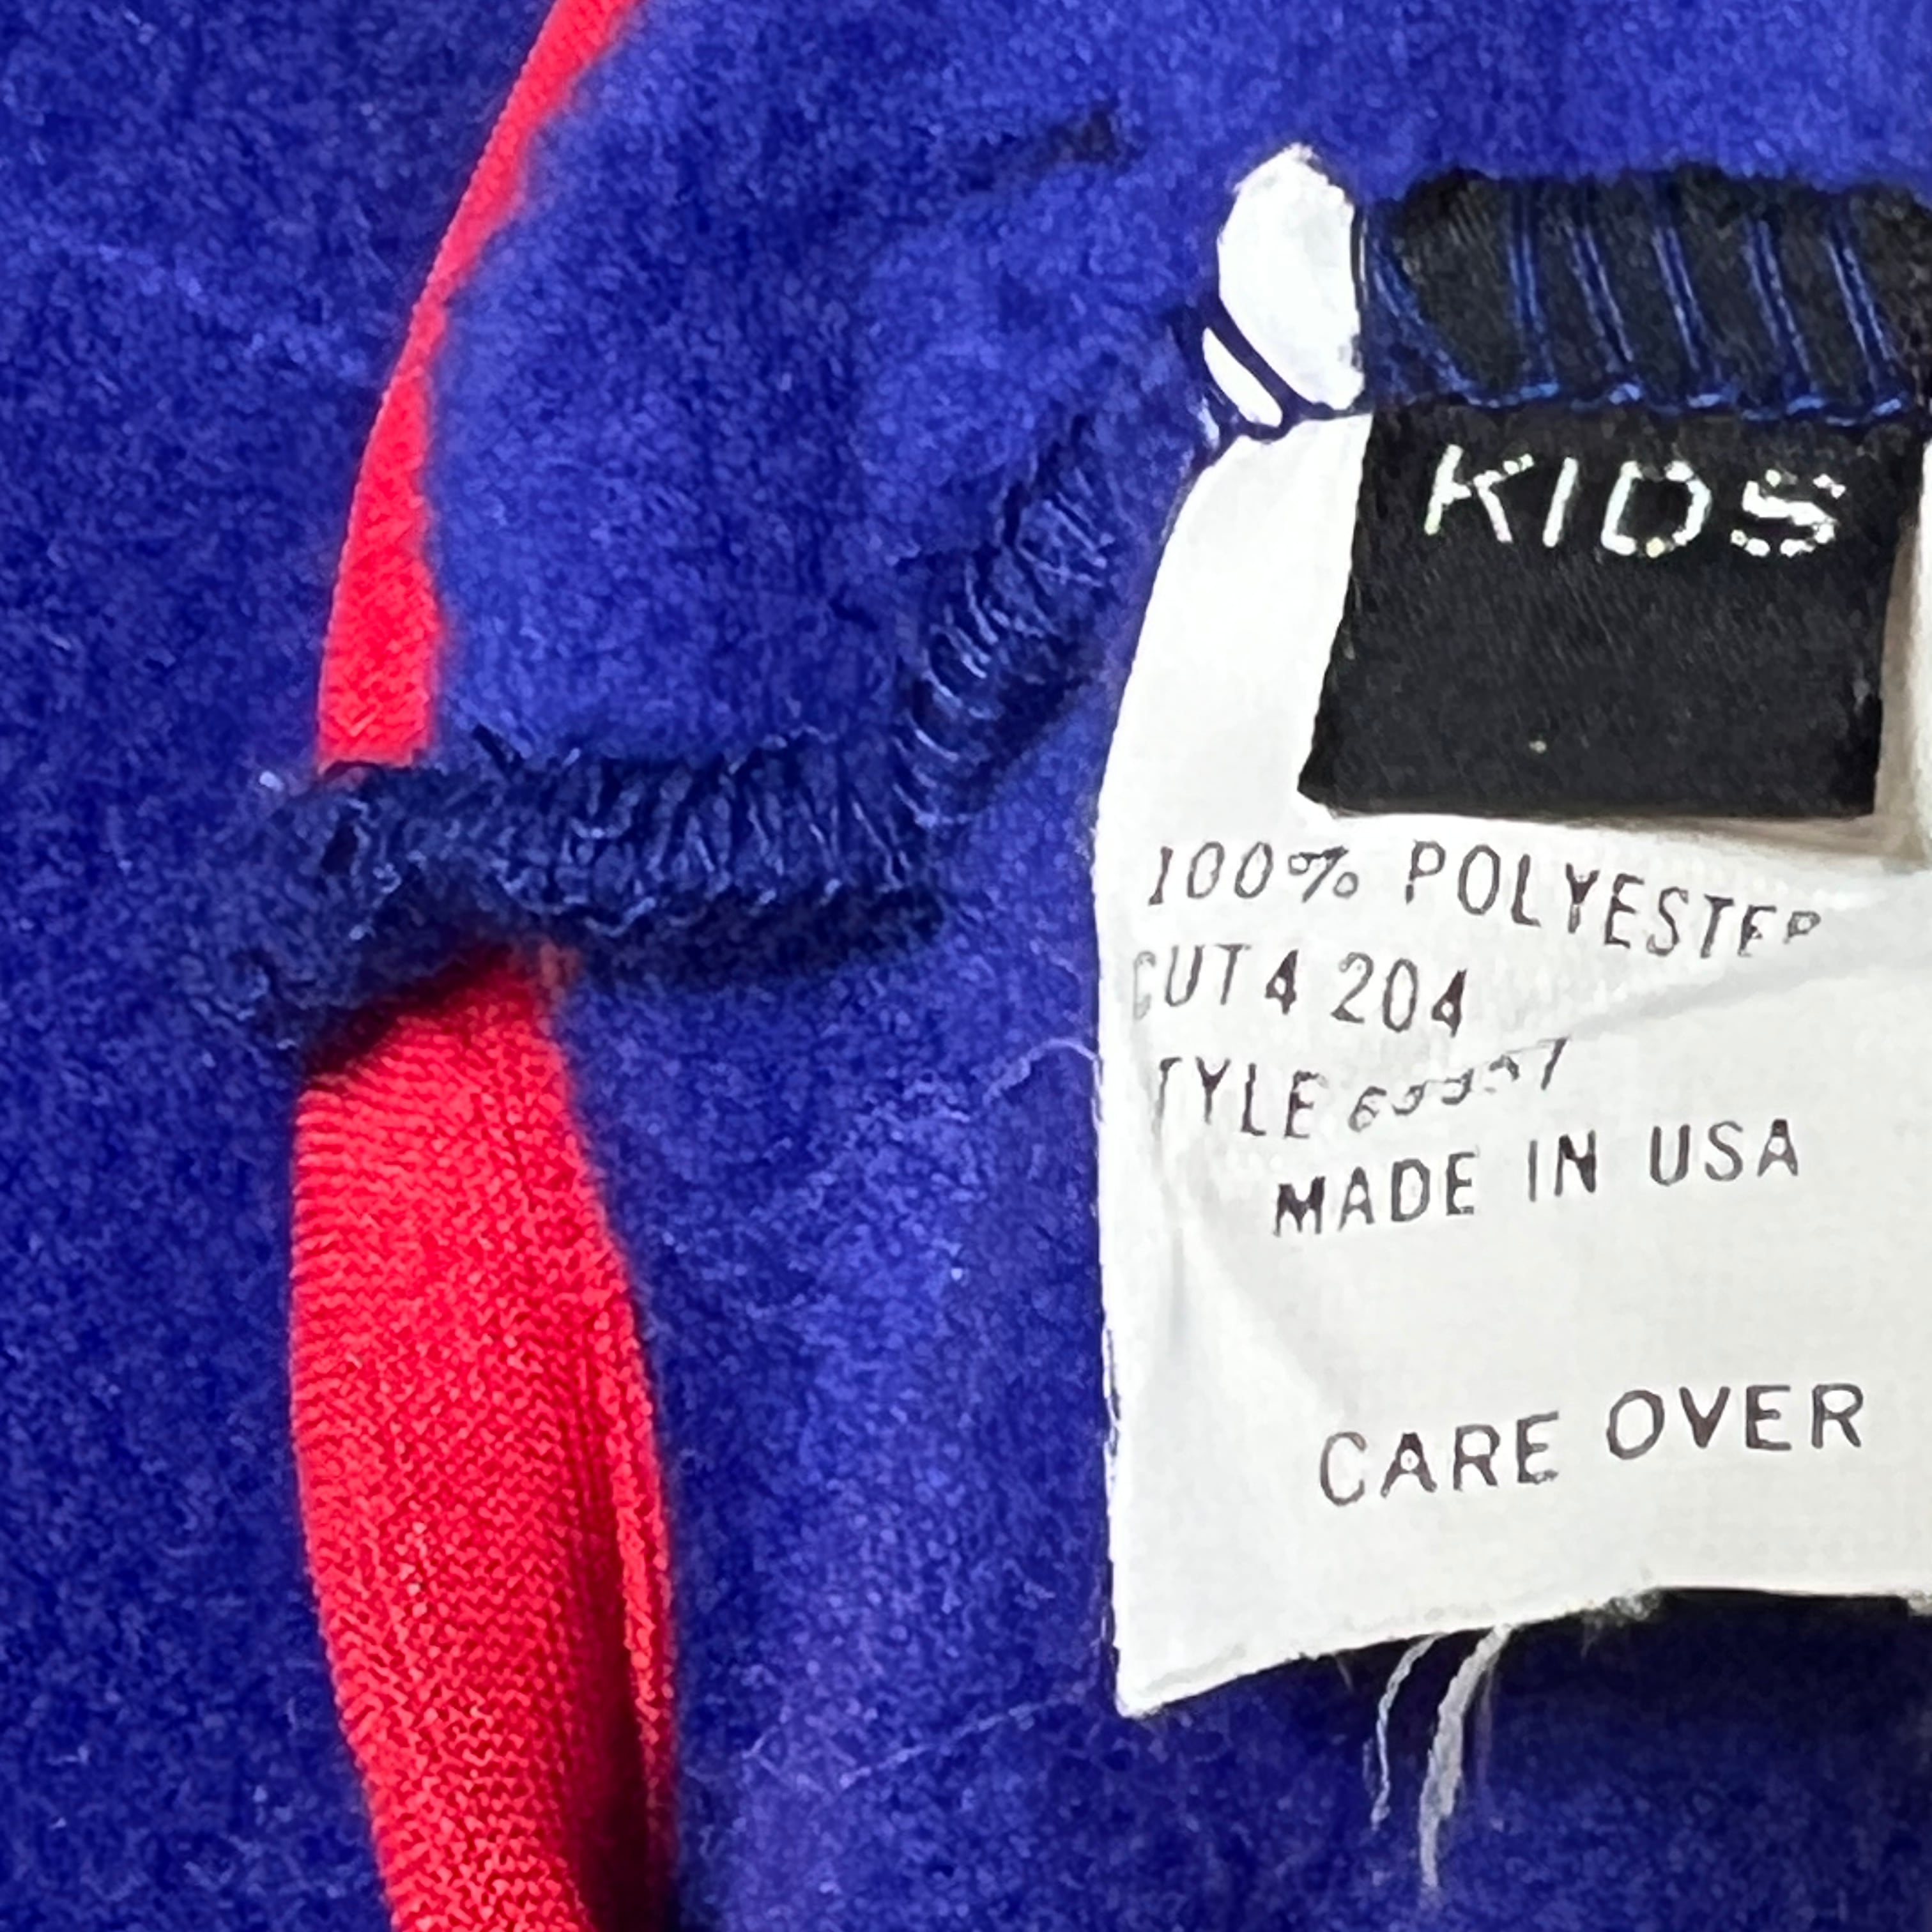 KIDS
100% POLYESTER
CUT 4 204
TYLE
MADE IN USA
CARE OVER